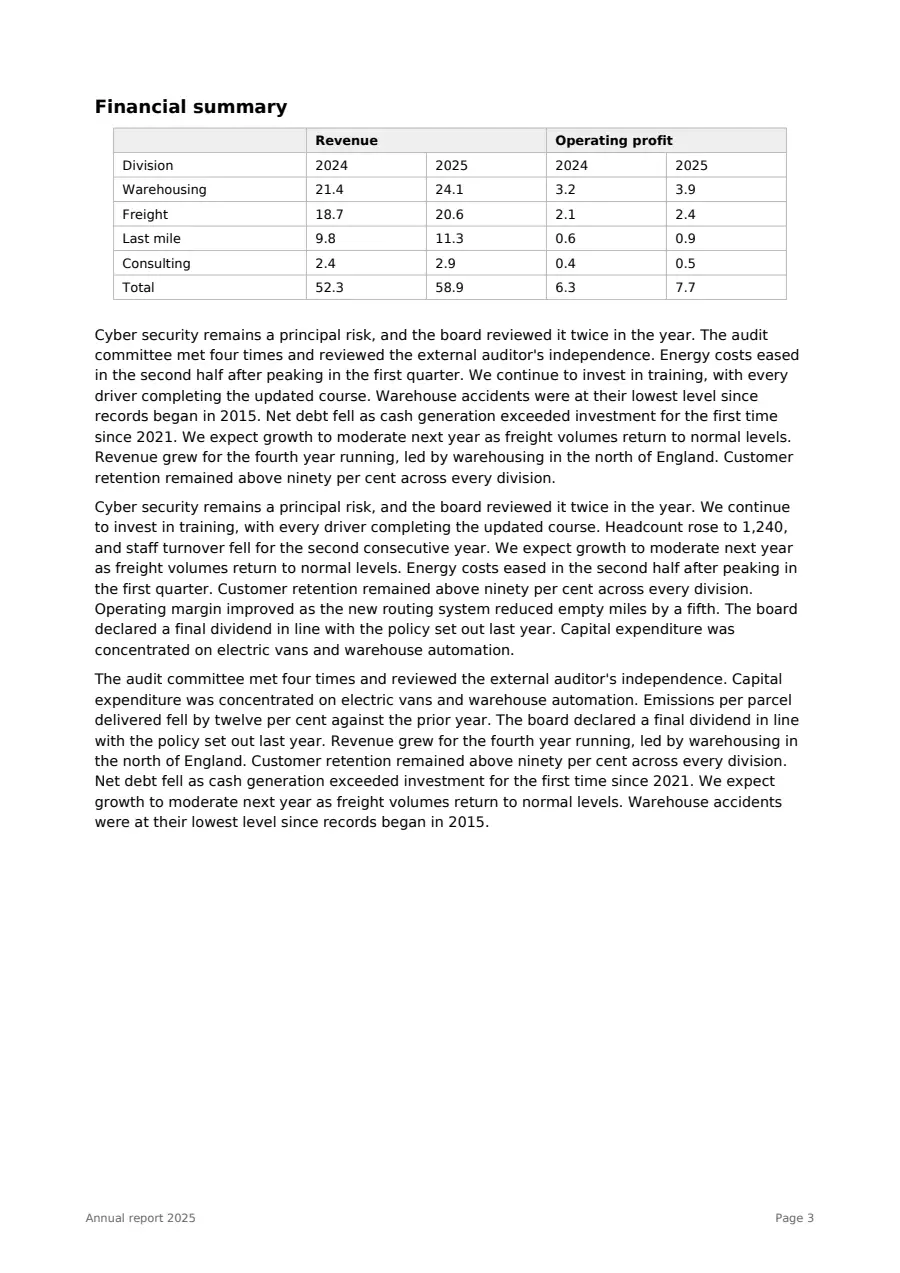 Financial summary
Revenue Operating profit
Division 2024 2025 2024 2025
Warehousing 21.4 24.1 3.2 3.9
Freight 18.7 20.6 2.1 2.4
Last mile 9.8 11.3 0.6 0.9
Consulting 2.4 2.9 0.4 0.5
Total 52.3 58.9 6.3 7.7
Cyber security remains a principal risk, and the board reviewed it twice in the year. The audit
committee met four times and reviewed the external auditor's independence. Energy costs eased
in the second half after peaking in the first quarter. We continue to invest in training, with every
driver completing the updated course. Warehouse accidents were at their lowest level since
records began in 2015. Net debt fell as cash generation exceeded investment for the first time
since 2021. We expect growth to moderate next year as freight volumes return to normal levels.
Revenue grew for the fourth year running, led by warehousing in the north of England. Customer
retention remained above ninety per cent across every division.
Cyber security remains a principal risk, and the board reviewed it twice in the year. We continue
to invest in training, with every driver completing the updated course. Headcount rose to 1,240,
and staff turnover fell for the second consecutive year. We expect growth to moderate next year
as freight volumes return to normal levels. Energy costs eased in the second half after peaking in
the first quarter. Customer retention remained above ninety per cent across every division.
Operating margin improved as the new routing system reduced empty miles by a fifth. The board
declared a final dividend in line with the policy set out last year. Capital expenditure was
concentrated on electric vans and warehouse automation.
The audit committee met four times and reviewed the external auditor's independence. Capital
expenditure was concentrated on electric vans and warehouse automation. Emissions per parcel
delivered fell by twelve per cent against the prior year. The board declared a final dividend in line
with the policy set out last year. Revenue grew for the fourth year running, led by warehousing in
the north of England. Customer retention remained above ninety per cent across every division.
Net debt fell as cash generation exceeded investment for the first time since 2021. We expect
growth to moderate next year as freight volumes return to normal levels. Warehouse accidents
were at their lowest level since records began in 2015.
Annual report 2025 Page 3